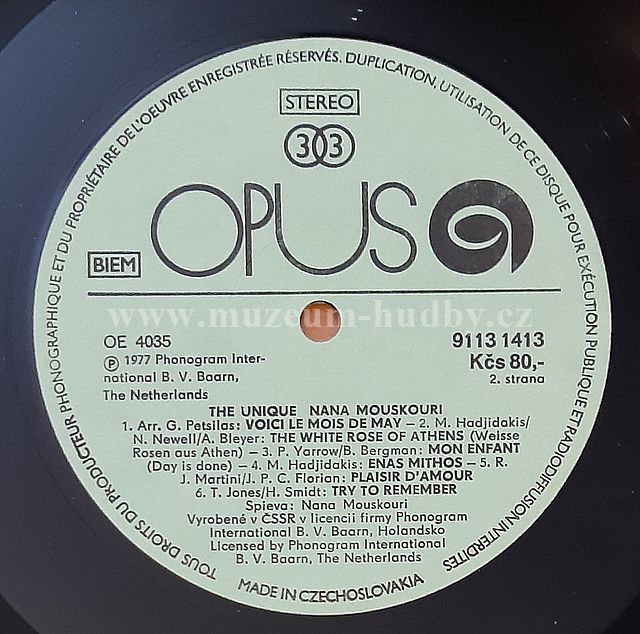 TOUS DROITS DU PRODUCTEUR PHONOGRAPHIQUE ET DU PROPRIÉTAIRE DE L'OEUVRE ENREGISTRÉE RÉSERVÉS. DUPLICATION, UTILISATION DE CE DISQUE POUR EXÉCUTION PUBLIQUE ET RADIODIFFUSION INTERDITES
STEREO
33
OPUS
BIEM
www.muzeum-hudby.cz
OE 4035
9113 1413
Ⓟ 1977 Phonogram Inter-
national B. V. Baarn,
The Netherlands
Kčs 80,-
2. strana
THE UNIQUE NANA MOUSKOURI
1. Arr. G. Petsilas: VOICI LE MOIS DE MAY – 2. M. Hadjidakis/
N. Newell/A. Bleyer: THE WHITE ROSE OF ATHENS (Weisse
Rosen aus Athen) – 3. P. Yarrow/B. Bergman: MON ENFANT
(Day is done) – 4. M. Hadjidakis: ENAS MITHOS – 5. R.
J. Martini/J. P. C. Florian: PLAISIR D'AMOUR
6. T. Jones/H. Smidt: TRY TO REMEMBER
Spieva: Nana Mouskouri
Vyrobené v ČSSR v licencii firmy Phonogram
International B. V. Baarn, Holandsko
Licensed by Phonogram International
B. V. Baarn, The Netherlands
MADE IN CZECHOSLOVAKIA